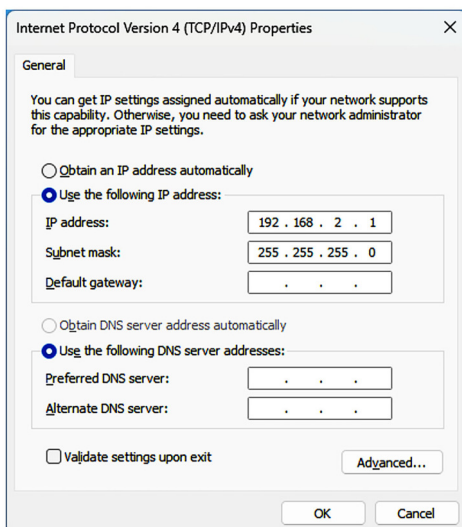 Internet Protocol Version 4 (TCP/IPv4) Properties
General
You can get IP settings assigned automatically if your network supports
this capability. Otherwise, you need to ask your network administrator
for the appropriate IP settings.
Obtain an IP address automatically
Use the following IP address:
IP address: 192 . 168 . 2 . 1
Subnet mask: 255 . 255 . 255 . 0
Default gateway: . . .
Obtain DNS server address automatically
Use the following DNS server addresses:
Preferred DNS server: . . .
Alternate DNS server: . . .
Validate settings upon exit
Advanced...
OK Cancel